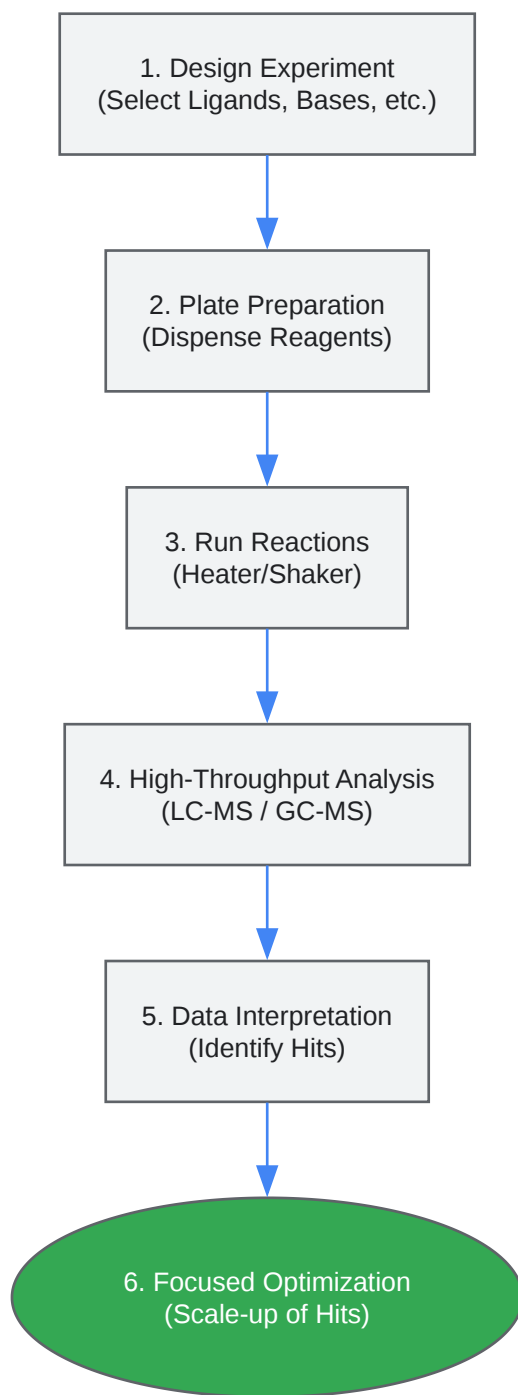 1. Design Experiment
(Select Ligands, Bases, etc.)
2. Plate Preparation
(Dispense Reagents)
3. Run Reactions
(Heater/Shaker)
4. High-Throughput Analysis
(LC-MS / GC-MS)
5. Data Interpretation
(Identify Hits)
6. Focused Optimization
(Scale-up of Hits)